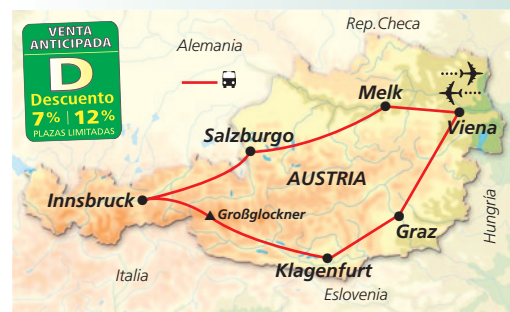 VENTA
ANTICIPADA
D
Descuento
7% | 12%
PLAZAS LIMITADAS
Rep.Checa
Alemania
Melk
Viena
Salzburgo
AUSTRIA
Innsbruck
Großglockner
Graz
Hungría
Klagenfurt
Italia
Eslovenia